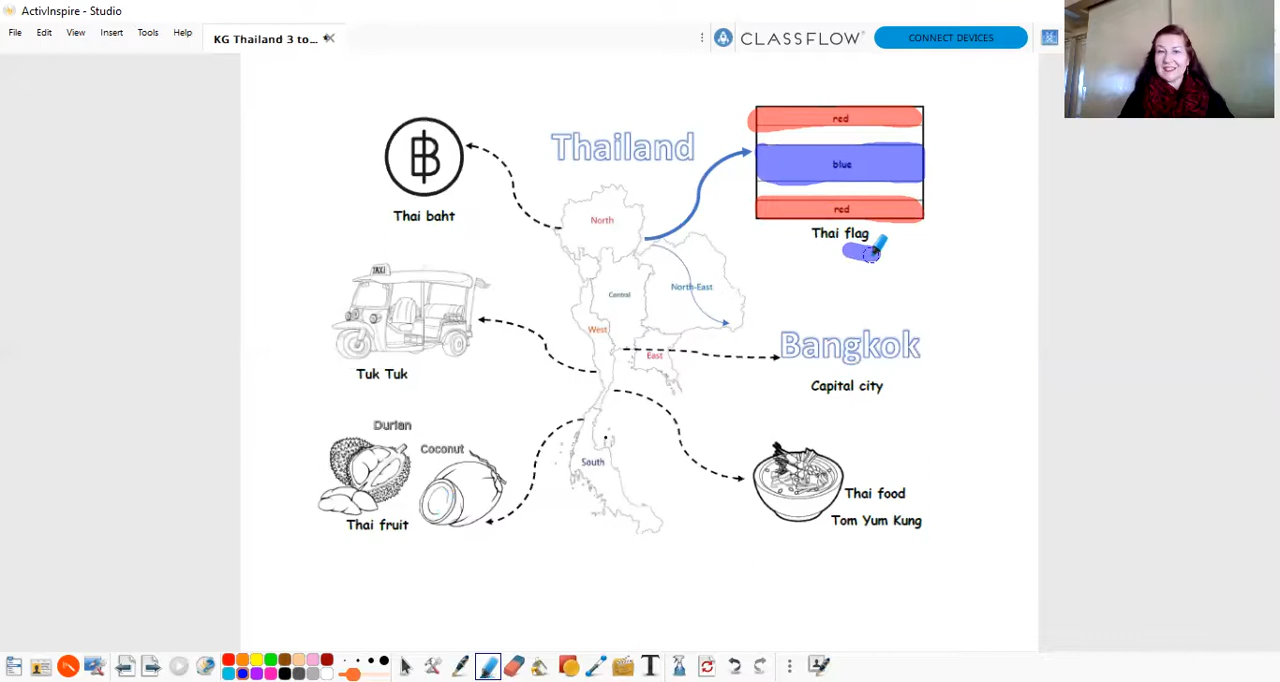 ActivInspire - Studio
File Edit View Insert Tools Help
KG Thailand 3 to...
CLASSFLOW
CONNECT DEVICES
Thailand
red
blue
red
Thai flag
Thai baht
North
North-East
Central
West
East
TAXI
Tuk Tuk
Bangkok
Capital city
Durian
Coconut
South
Thai fruit
Thai food
Tom Yum Kung